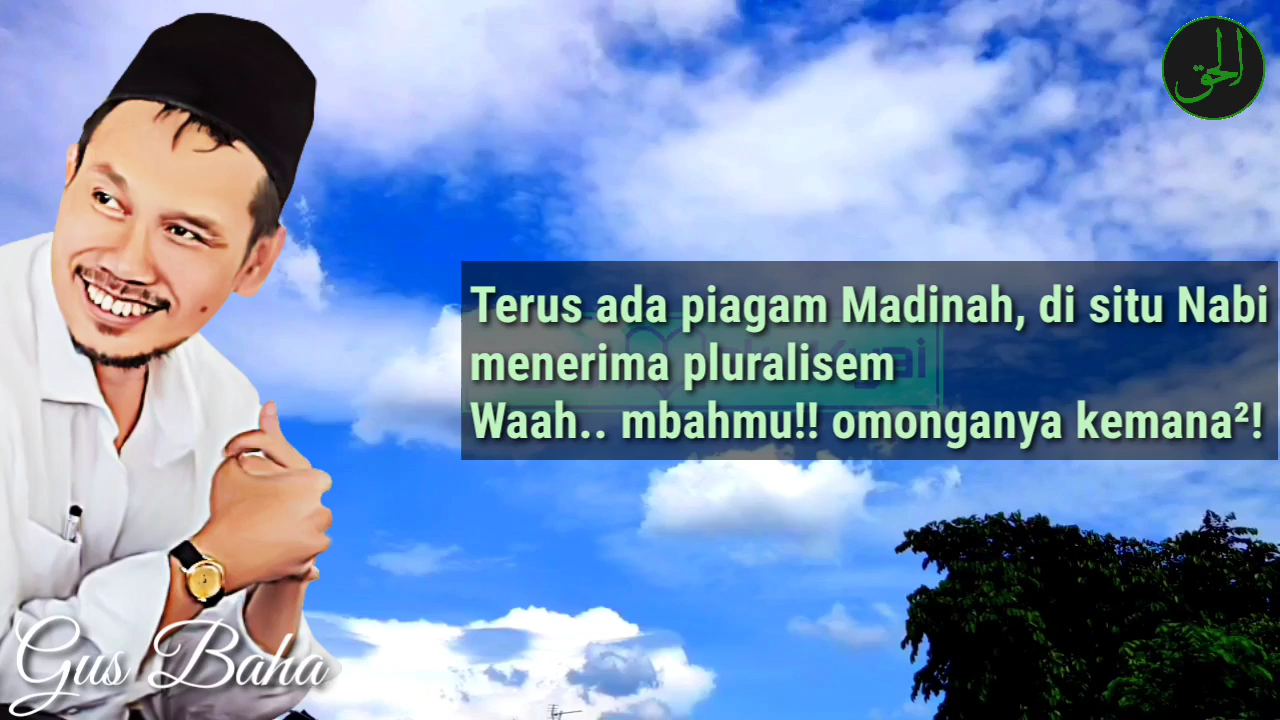 الحق
Terus ada piagam Madinah, di situ Nabi
menerima pluralisem
Waah.. mbahmu!! omonganya kemana²!
Gus Baha